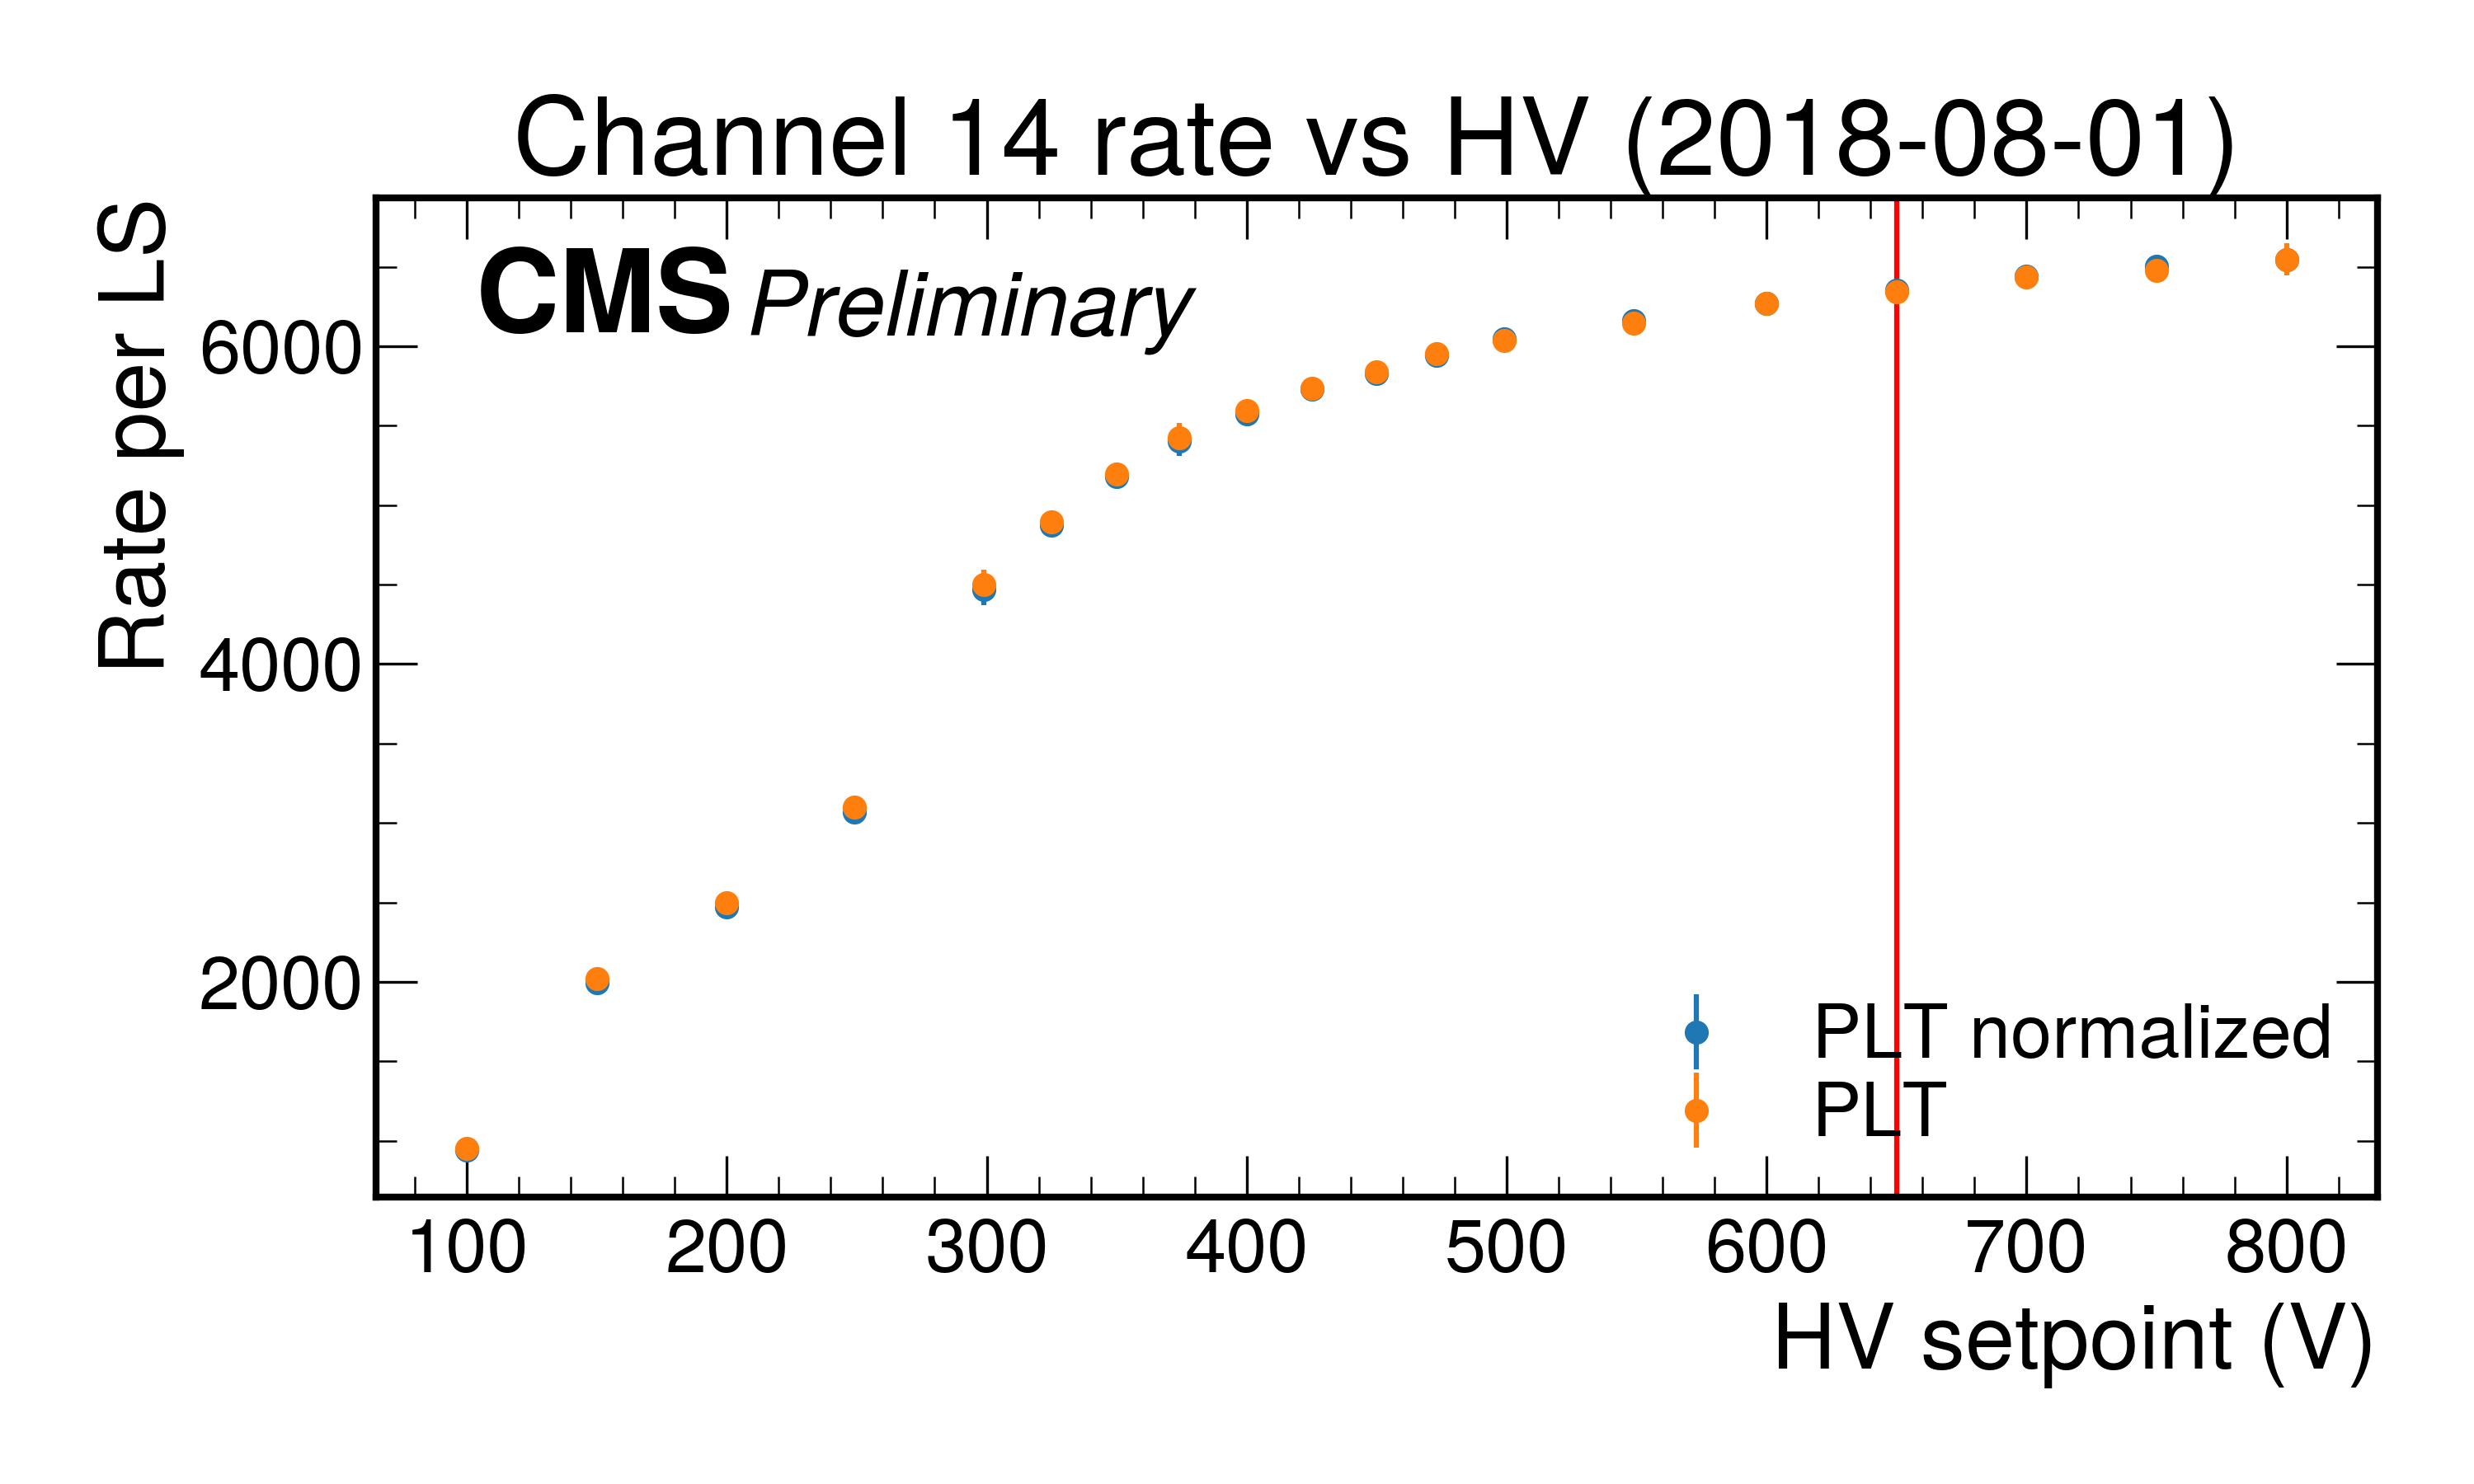 Channel 14 rate vs HV (2018-08-01)
CMS Preliminary
Rate per LS
6000
4000
2000
PLT normalized
PLT
100 200 300 400 500 600 700 800
HV setpoint (V)